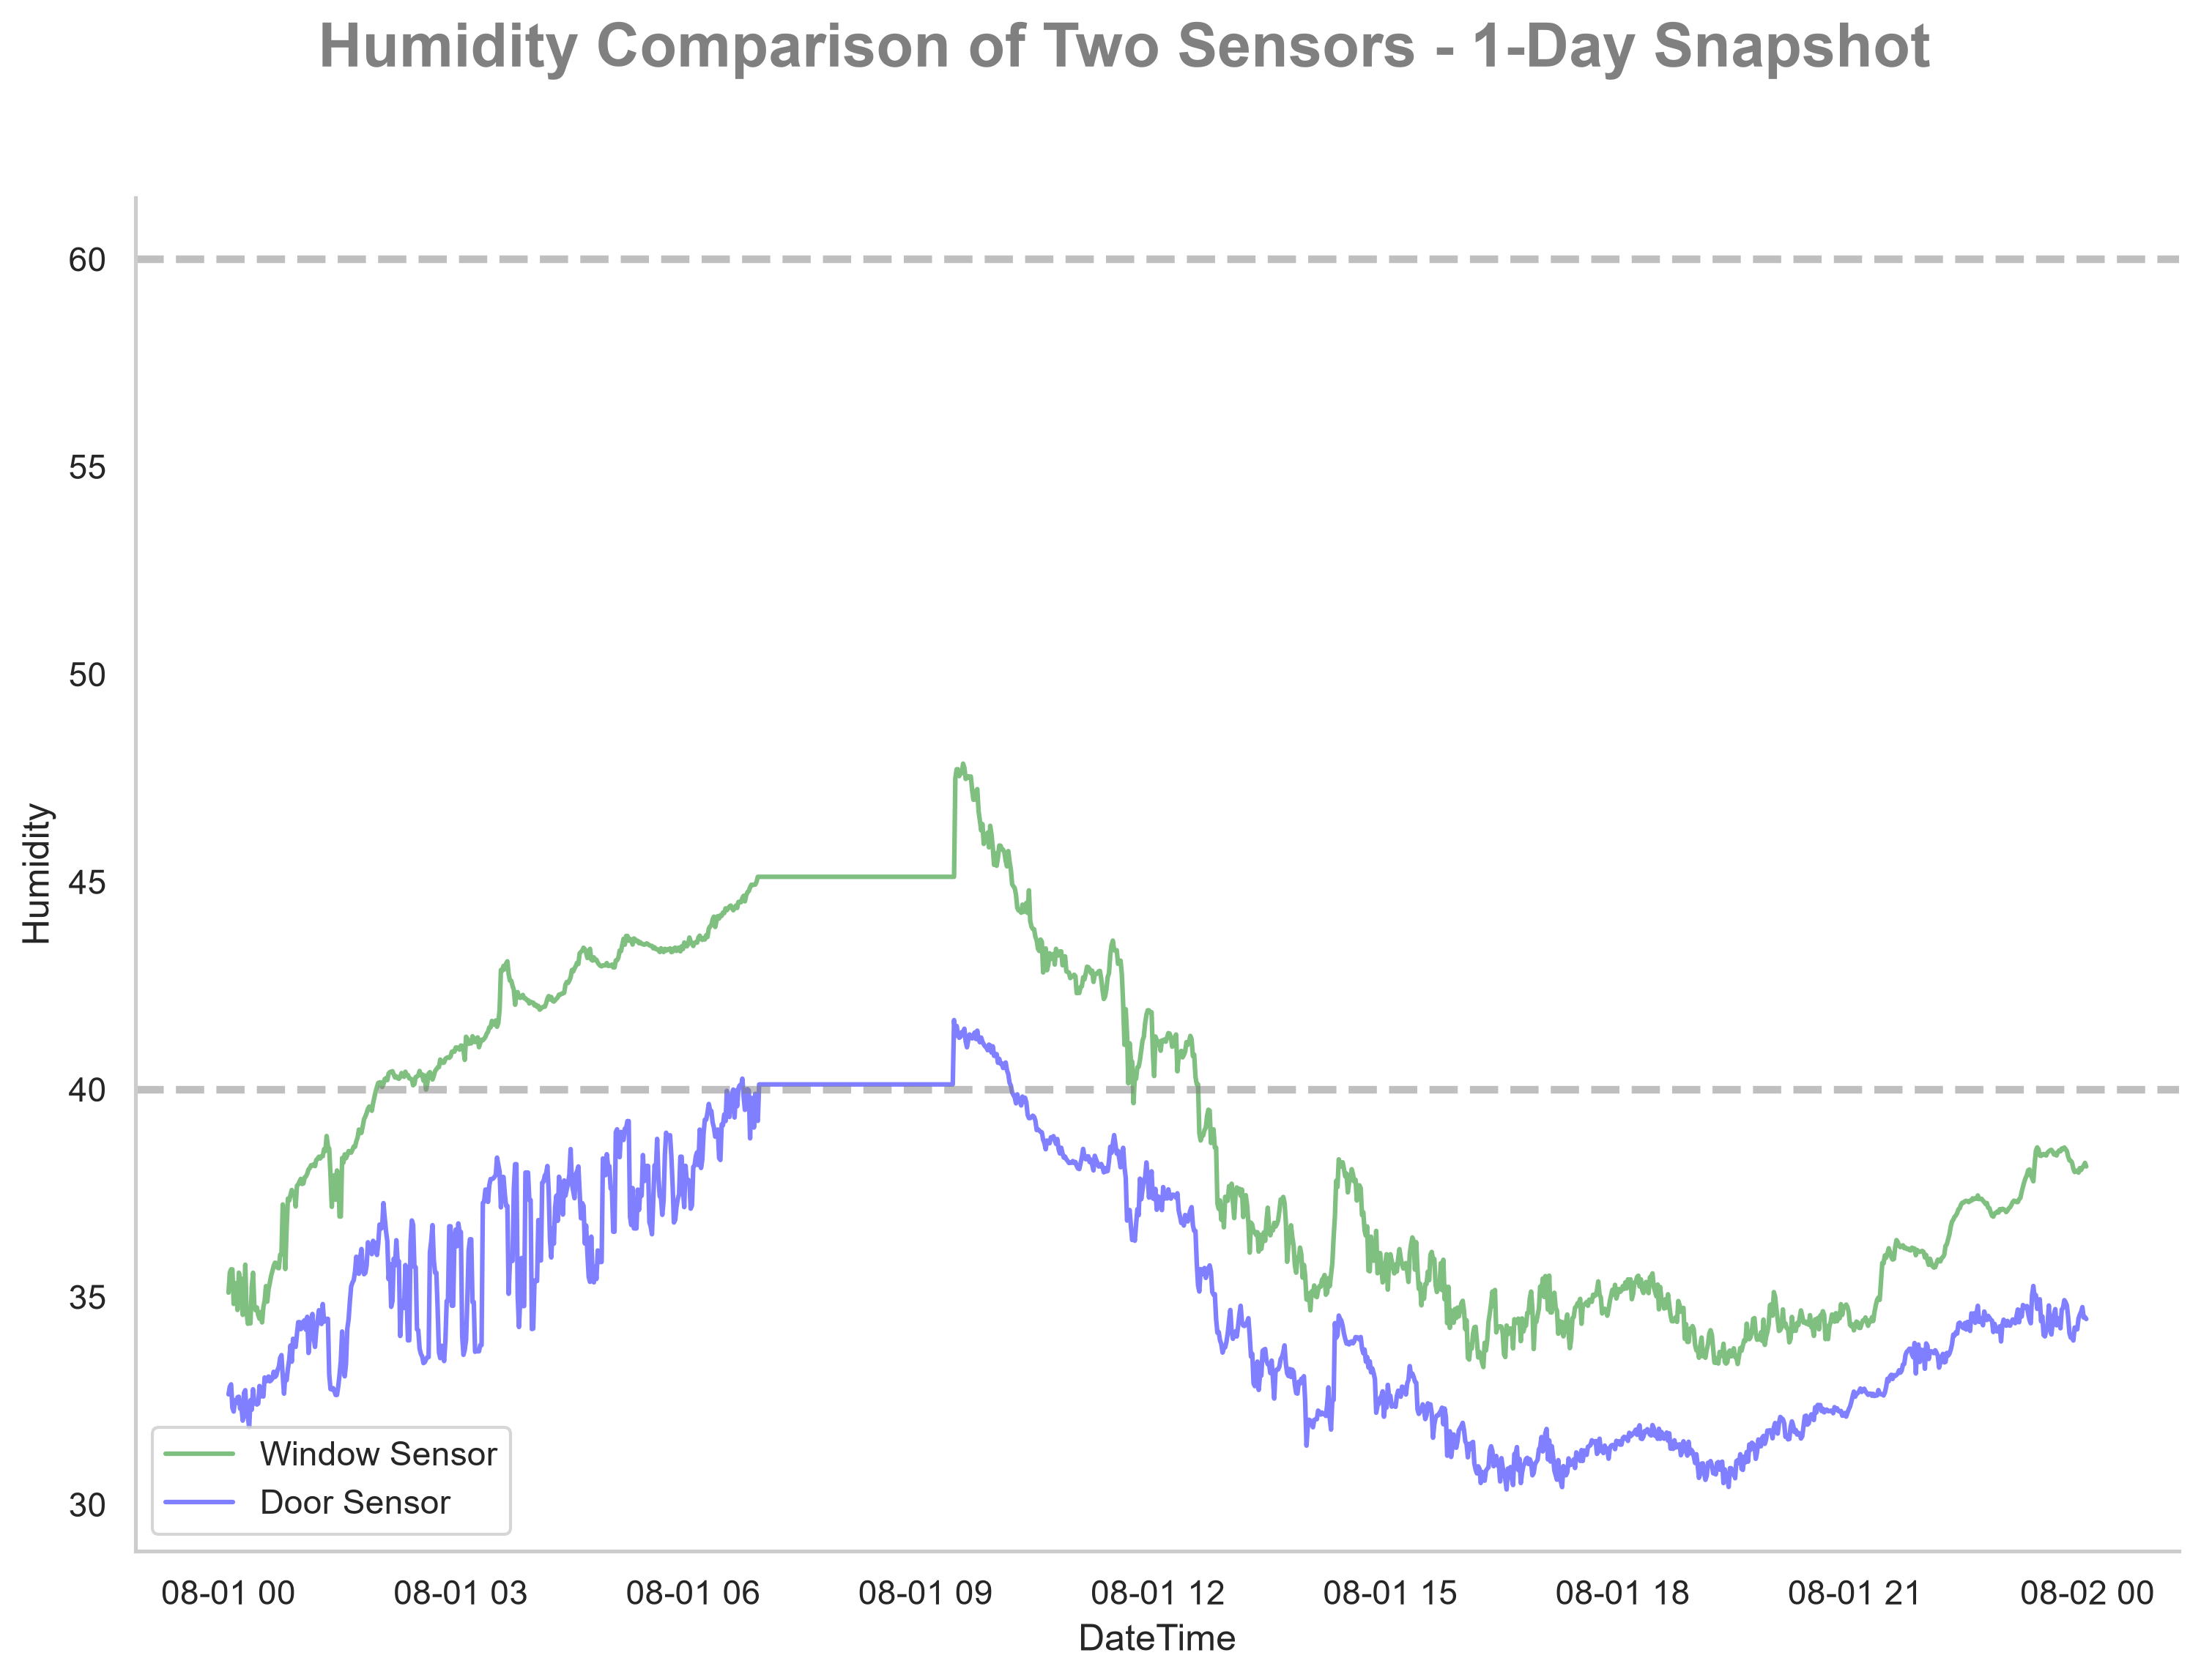 Humidity Comparison of Two Sensors - 1-Day Snapshot
60
55
50
45
40
35
30
Humidity
Window Sensor
Door Sensor
08-01 00 08-01 03 08-01 06 08-01 09 08-01 12 08-01 15 08-01 18 08-01 21 08-02 00
DateTime